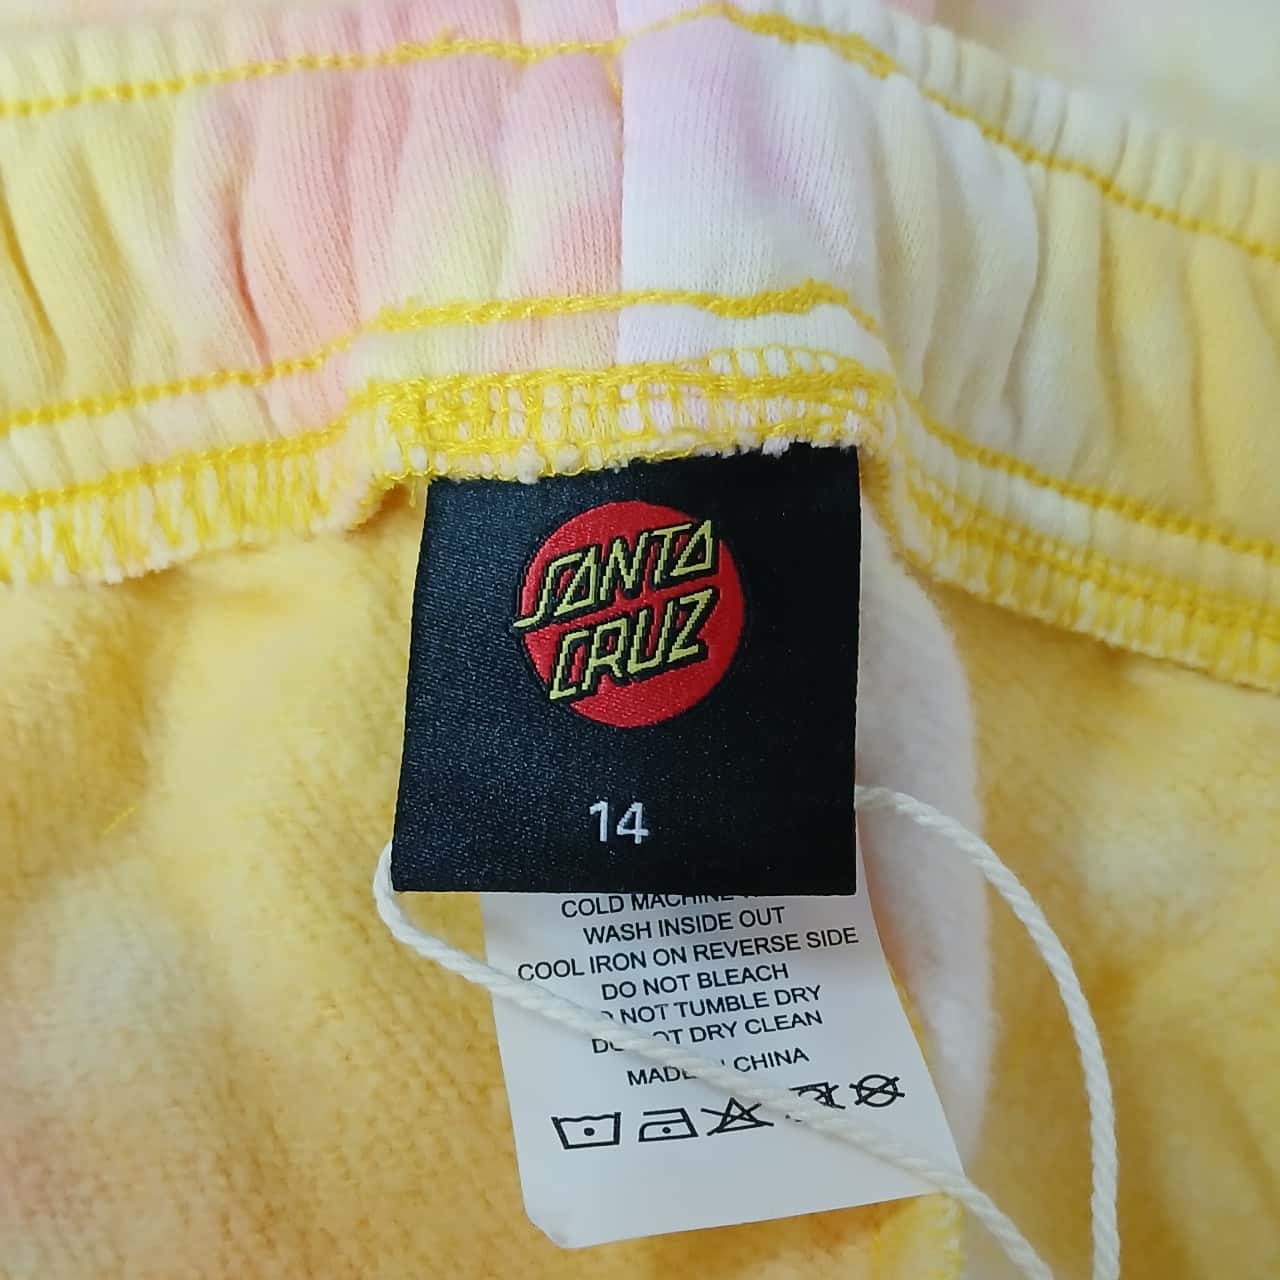 SANTA
CRUZ
14
COLD MACHINE
WASH INSIDE OUT
COOL IRON ON REVERSE SIDE
DO NOT BLEACH
NOT TUMBLE DRY
DO NOT DRY CLEAN
MADE IN CHINA